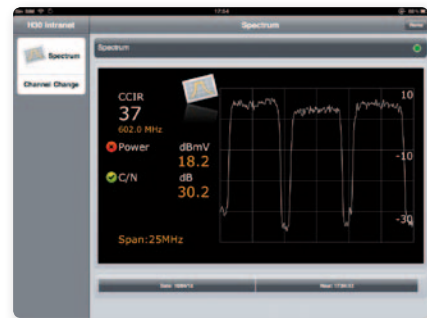 17:54
H30 Intranet
Spectrum
Spectrum
Channel Change
Spectrum
CCIR
37
602.0 MHz
Power dBmV
18.2
C/N dB
30.2
Span:25MHz
10
-10
-30